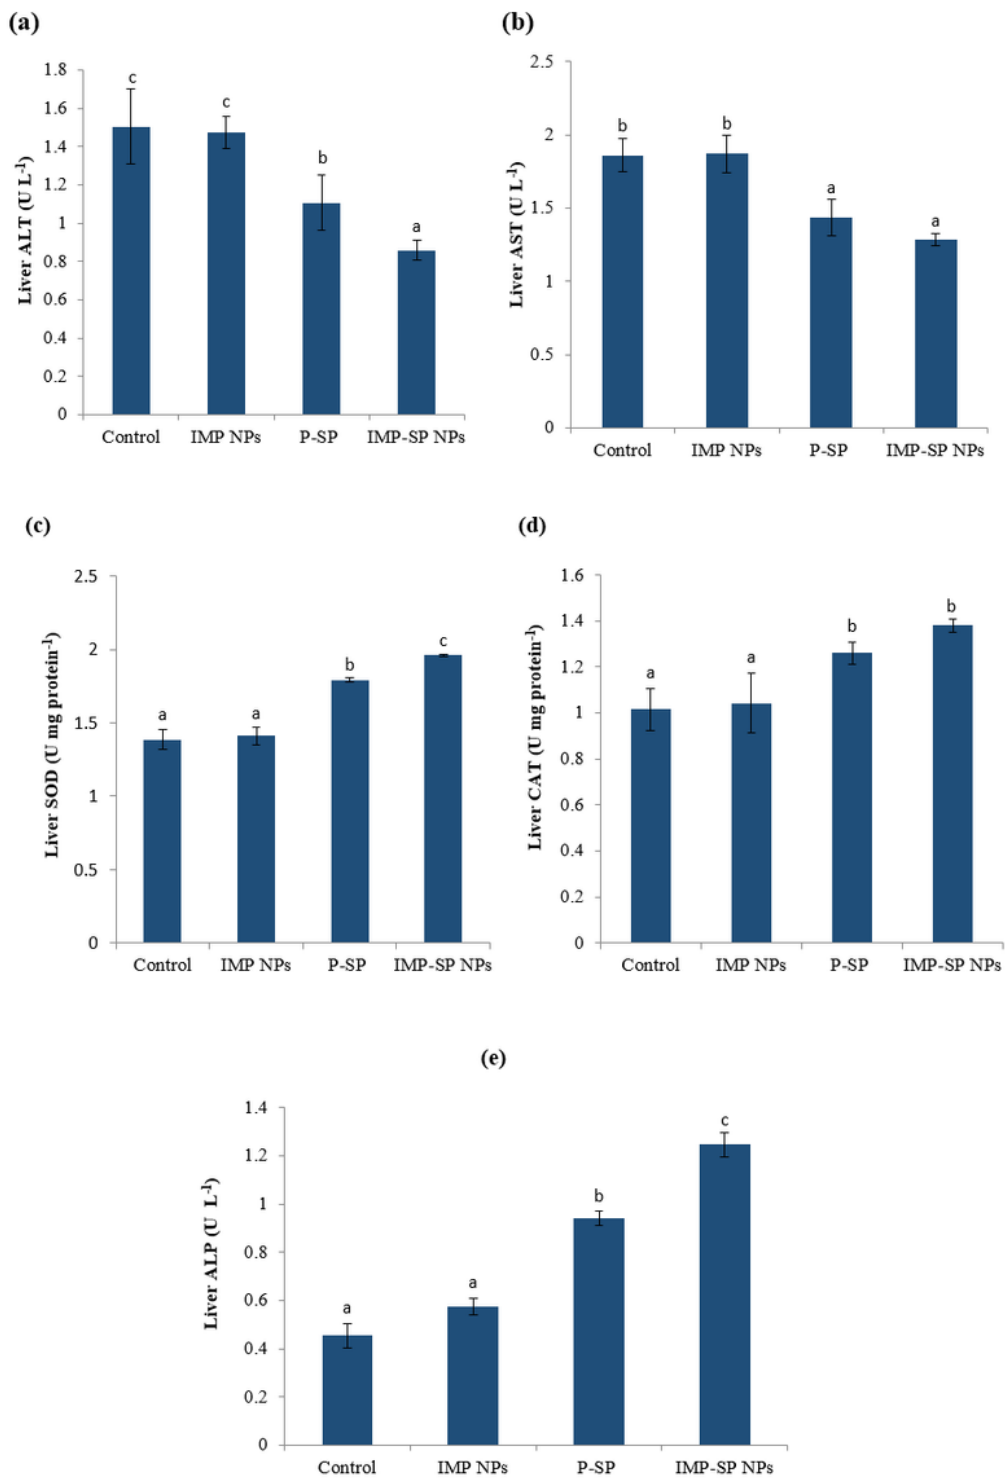 (a)
Liver ALT (U L⁻¹)
1.8
1.6
1.4
1.2
1
0.8
0.6
0.4
0.2
0
c
c
b
a
Control IMP NPs P-SP IMP-SP NPs
(b)
Liver AST (U L⁻¹)
2.5
2
1.5
1
0.5
0
b
b
a
a
Control IMP NPs P-SP IMP-SP NPs
(c)
Liver SOD (U mg protein⁻¹)
2.5
2
1.5
1
0.5
0
a
a
b
c
Control IMP NPs P-SP IMP-SP NPs
(d)
Liver CAT (U mg protein⁻¹)
1.6
1.4
1.2
1
0.8
0.6
0.4
0.2
0
a
a
b
b
Control IMP NPs P-SP IMP-SP NPs
(e)
Liver ALP (U L⁻¹)
1.4
1.2
1
0.8
0.6
0.4
0.2
0
a
a
b
c
Control IMP NPs P-SP IMP-SP NPs